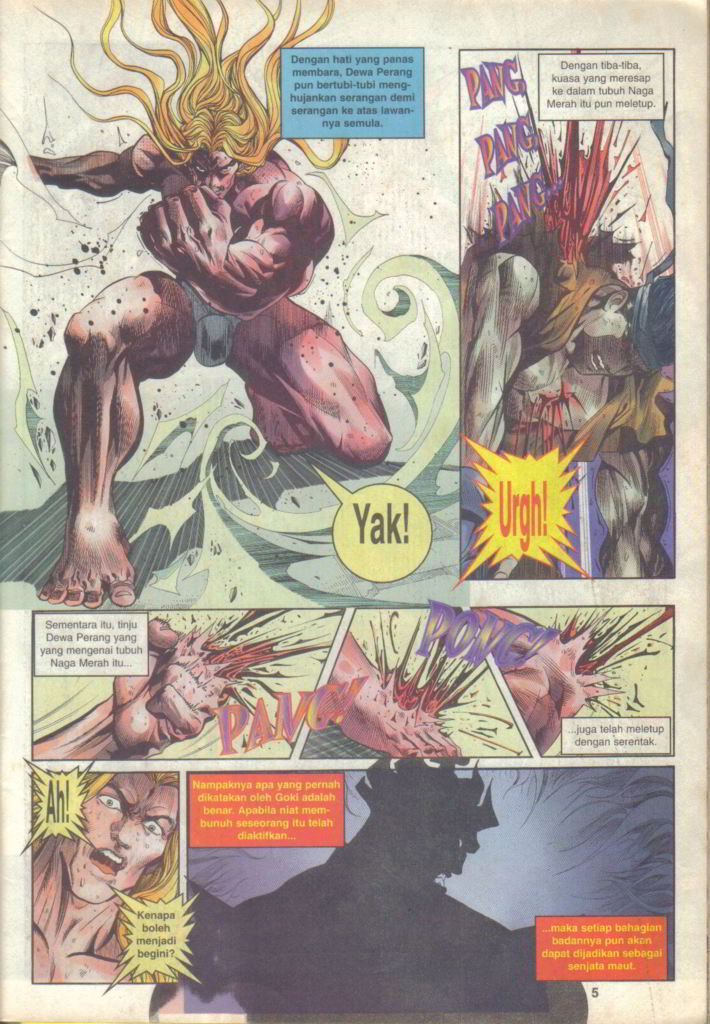 Dengan hati yang panas
membara, Dewa Perang
pun bertubi-tubi meng-
hujankan serangan demi
serangan ke atas lawan-
nya semula.
Yak!
Dengan tiba-tiba,
kuasa yang meresap
ke dalam tubuh Naga
Merah itu pun meletup.
PANG
PANG!
PANG!
Urgh!
Sementara itu, tinju
Dewa Perang yang
yang mengenai tubuh
Naga Merah itu...
PANG!
PONG!
...juga telah meletup
dengan serentak.
Ah!
Kenapa
boleh
menjadi
begini?
Nampaknya apa yang pernah
dikatakan oleh Goki adalah
benar. Apabila niat mem-
bunuh seseorang itu telah
diaktifkan...
...maka setiap bahagian
badannya pun akan
dapat dijadikan sebagai
senjata maut.
5